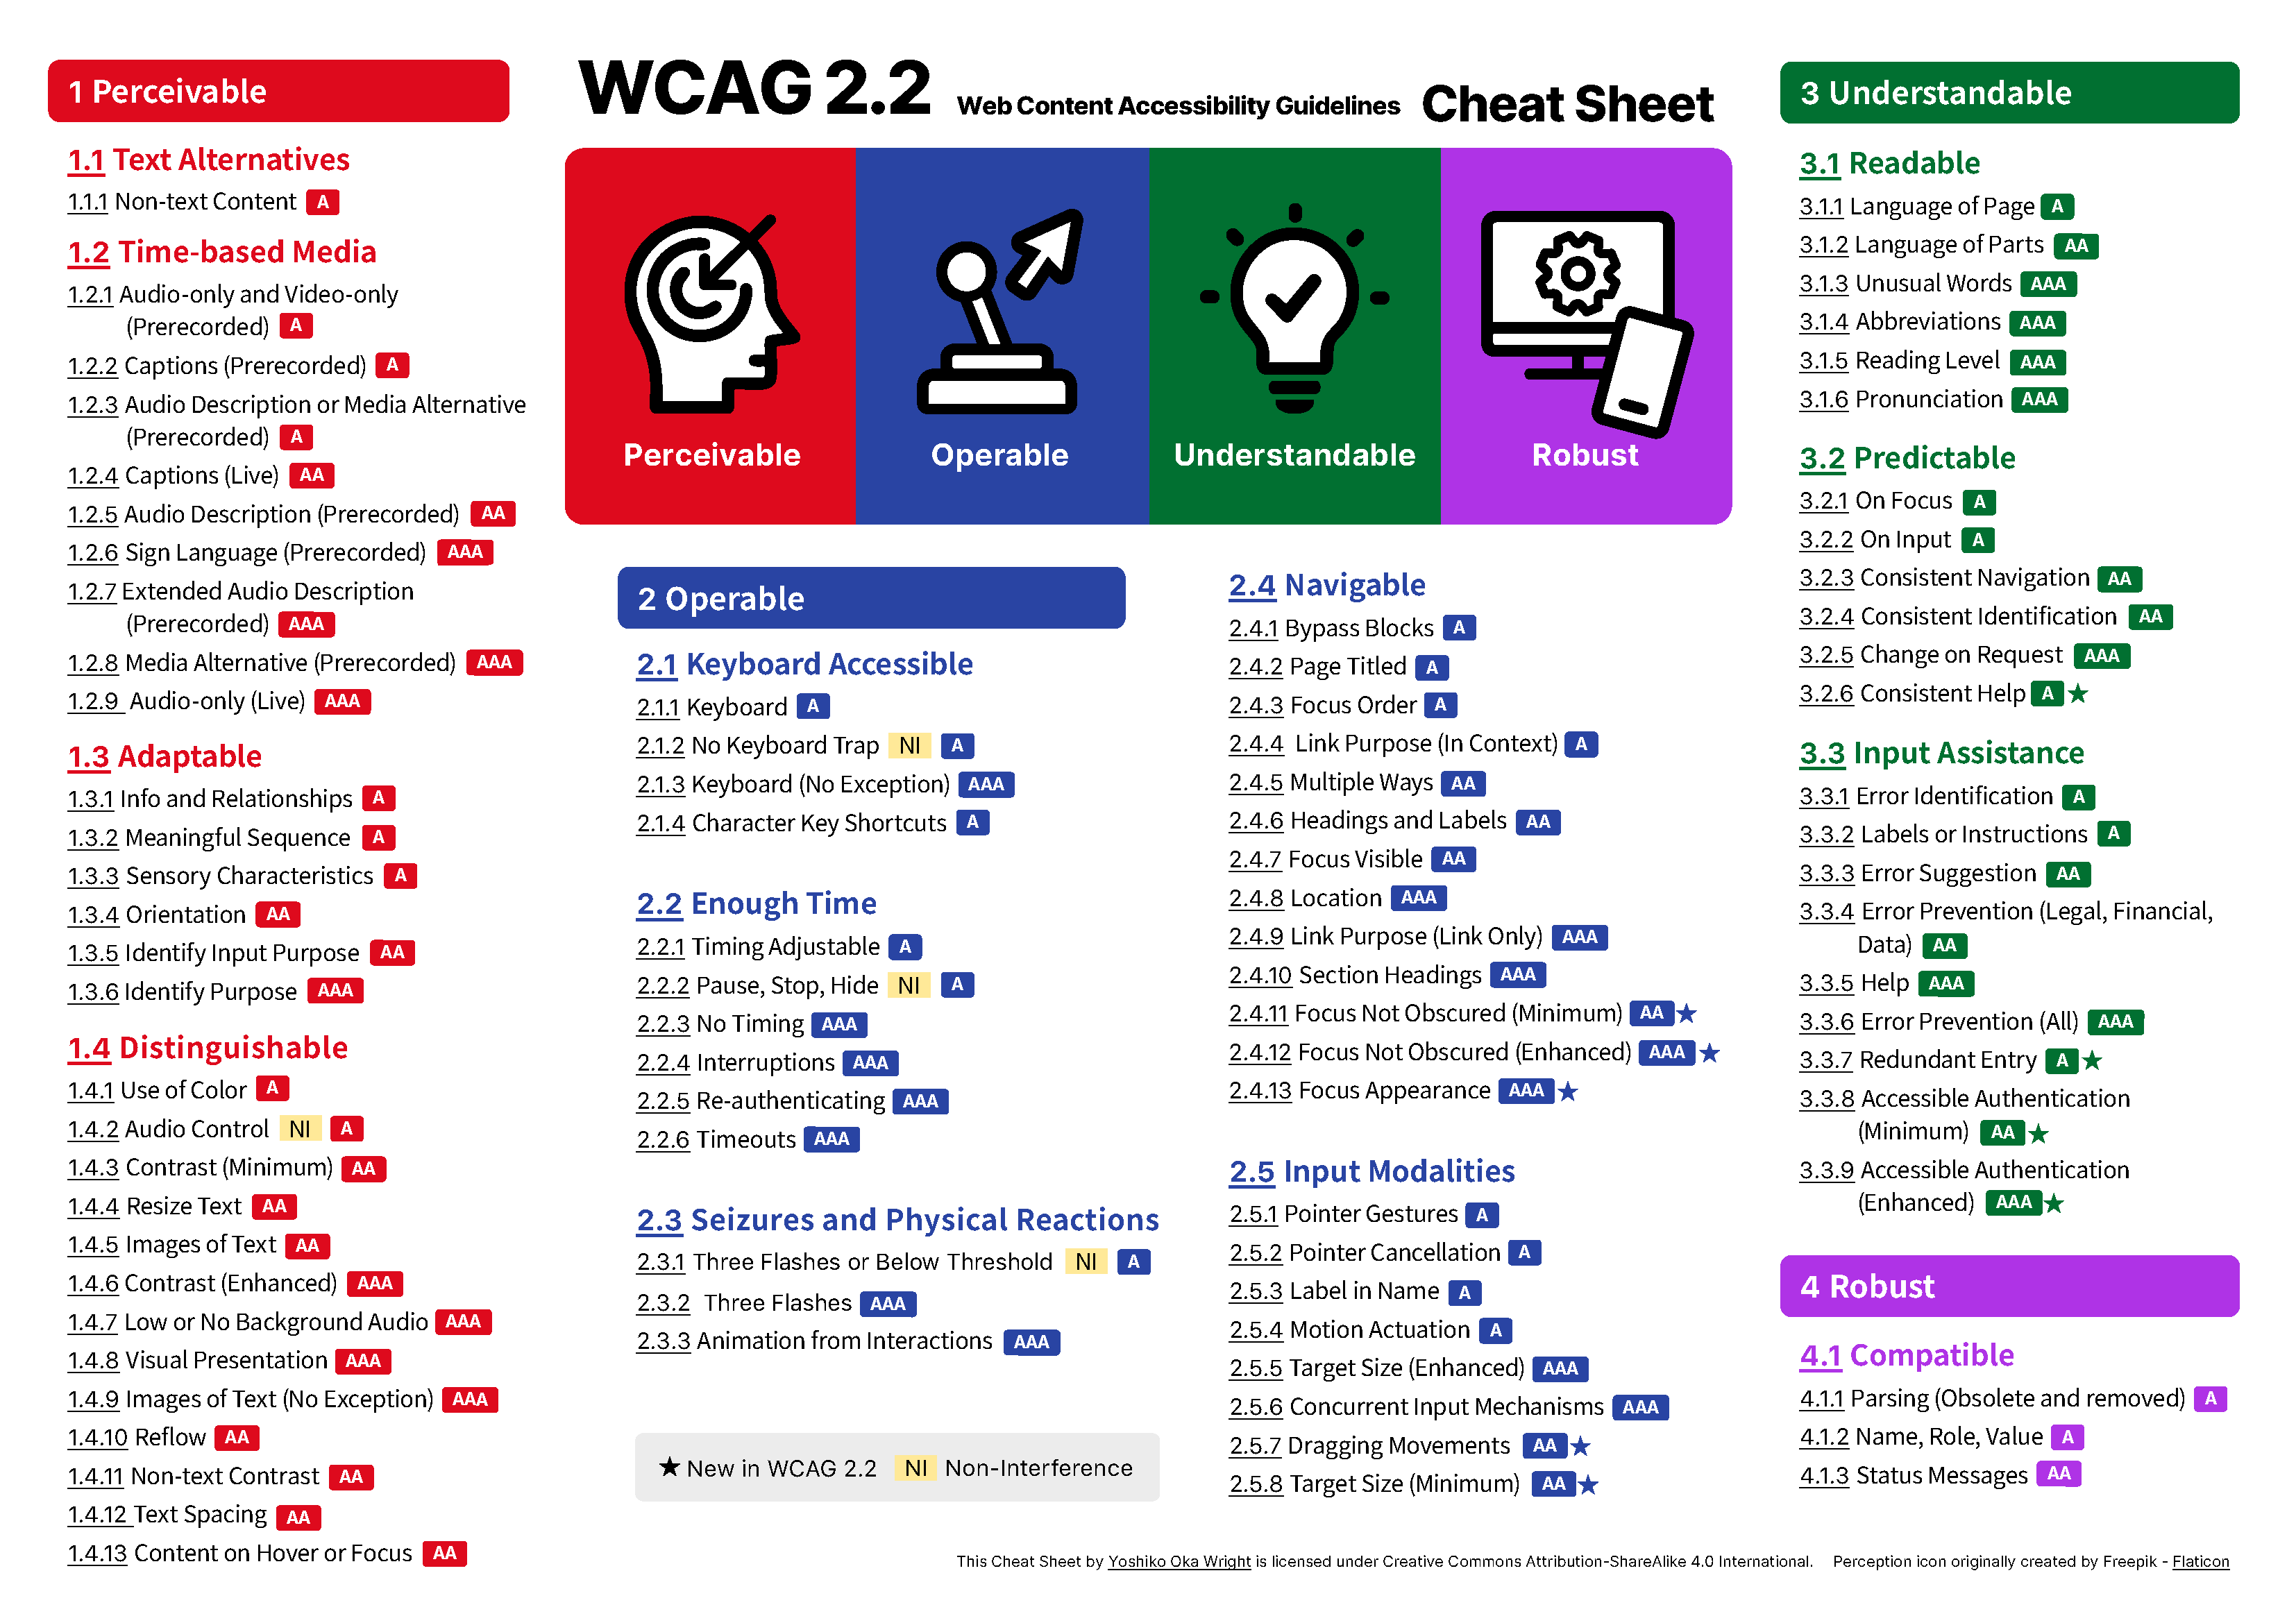 WCAG 2.2 Web Content Accessibility Guidelines Cheat Sheet
Perceivable
Operable
Understandable
Robust
1 Perceivable
1.1 Text Alternatives
1.1.1 Non-text Content A
1.2 Time-based Media
1.2.1 Audio-only and Video-only
(Prerecorded) A
1.2.2 Captions (Prerecorded) A
1.2.3 Audio Description or Media Alternative
(Prerecorded) A
1.2.4 Captions (Live) AA
1.2.5 Audio Description (Prerecorded) AA
1.2.6 Sign Language (Prerecorded) AAA
1.2.7 Extended Audio Description
(Prerecorded) AAA
1.2.8 Media Alternative (Prerecorded) AAA
1.2.9 Audio-only (Live) AAA
1.3 Adaptable
1.3.1 Info and Relationships A
1.3.2 Meaningful Sequence A
1.3.3 Sensory Characteristics A
1.3.4 Orientation AA
1.3.5 Identify Input Purpose AA
1.3.6 Identify Purpose AAA
1.4 Distinguishable
1.4.1 Use of Color A
1.4.2 Audio Control NI A
1.4.3 Contrast (Minimum) AA
1.4.4 Resize Text AA
1.4.5 Images of Text AA
1.4.6 Contrast (Enhanced) AAA
1.4.7 Low or No Background Audio AAA
1.4.8 Visual Presentation AAA
1.4.9 Images of Text (No Exception) AAA
1.4.10 Reflow AA
1.4.11 Non-text Contrast AA
1.4.12 Text Spacing AA
1.4.13 Content on Hover or Focus AA
2 Operable
2.1 Keyboard Accessible
2.1.1 Keyboard A
2.1.2 No Keyboard Trap NI A
2.1.3 Keyboard (No Exception) AAA
2.1.4 Character Key Shortcuts A
2.2 Enough Time
2.2.1 Timing Adjustable A
2.2.2 Pause, Stop, Hide NI A
2.2.3 No Timing AAA
2.2.4 Interruptions AAA
2.2.5 Re-authenticating AAA
2.2.6 Timeouts AAA
2.3 Seizures and Physical Reactions
2.3.1 Three Flashes or Below Threshold NI A
2.3.2 Three Flashes AAA
2.3.3 Animation from Interactions AAA
★ New in WCAG 2.2 NI Non-Interference
2.4 Navigable
2.4.1 Bypass Blocks A
2.4.2 Page Titled A
2.4.3 Focus Order A
2.4.4 Link Purpose (In Context) A
2.4.5 Multiple Ways AA
2.4.6 Headings and Labels AA
2.4.7 Focus Visible AA
2.4.8 Location AAA
2.4.9 Link Purpose (Link Only) AAA
2.4.10 Section Headings AAA
2.4.11 Focus Not Obscured (Minimum) AA ★
2.4.12 Focus Not Obscured (Enhanced) AAA ★
2.4.13 Focus Appearance AAA ★
2.5 Input Modalities
2.5.1 Pointer Gestures A
2.5.2 Pointer Cancellation A
2.5.3 Label in Name A
2.5.4 Motion Actuation A
2.5.5 Target Size (Enhanced) AAA
2.5.6 Concurrent Input Mechanisms AAA
2.5.7 Dragging Movements AA ★
2.5.8 Target Size (Minimum) AA ★
3 Understandable
3.1 Readable
3.1.1 Language of Page A
3.1.2 Language of Parts AA
3.1.3 Unusual Words AAA
3.1.4 Abbreviations AAA
3.1.5 Reading Level AAA
3.1.6 Pronunciation AAA
3.2 Predictable
3.2.1 On Focus A
3.2.2 On Input A
3.2.3 Consistent Navigation AA
3.2.4 Consistent Identification AA
3.2.5 Change on Request AAA
3.2.6 Consistent Help A ★
3.3 Input Assistance
3.3.1 Error Identification A
3.3.2 Labels or Instructions A
3.3.3 Error Suggestion AA
3.3.4 Error Prevention (Legal, Financial,
Data) AA
3.3.5 Help AAA
3.3.6 Error Prevention (All) AAA
3.3.7 Redundant Entry A ★
3.3.8 Accessible Authentication
(Minimum) AA ★
3.3.9 Accessible Authentication
(Enhanced) AAA ★
4 Robust
4.1 Compatible
4.1.1 Parsing (Obsolete and removed) A
4.1.2 Name, Role, Value A
4.1.3 Status Messages AA
This Cheat Sheet by Yoshiko Oka Wright is licensed under Creative Commons Attribution-ShareAlike 4.0 International. Perception icon originally created by Freepik - Flaticon